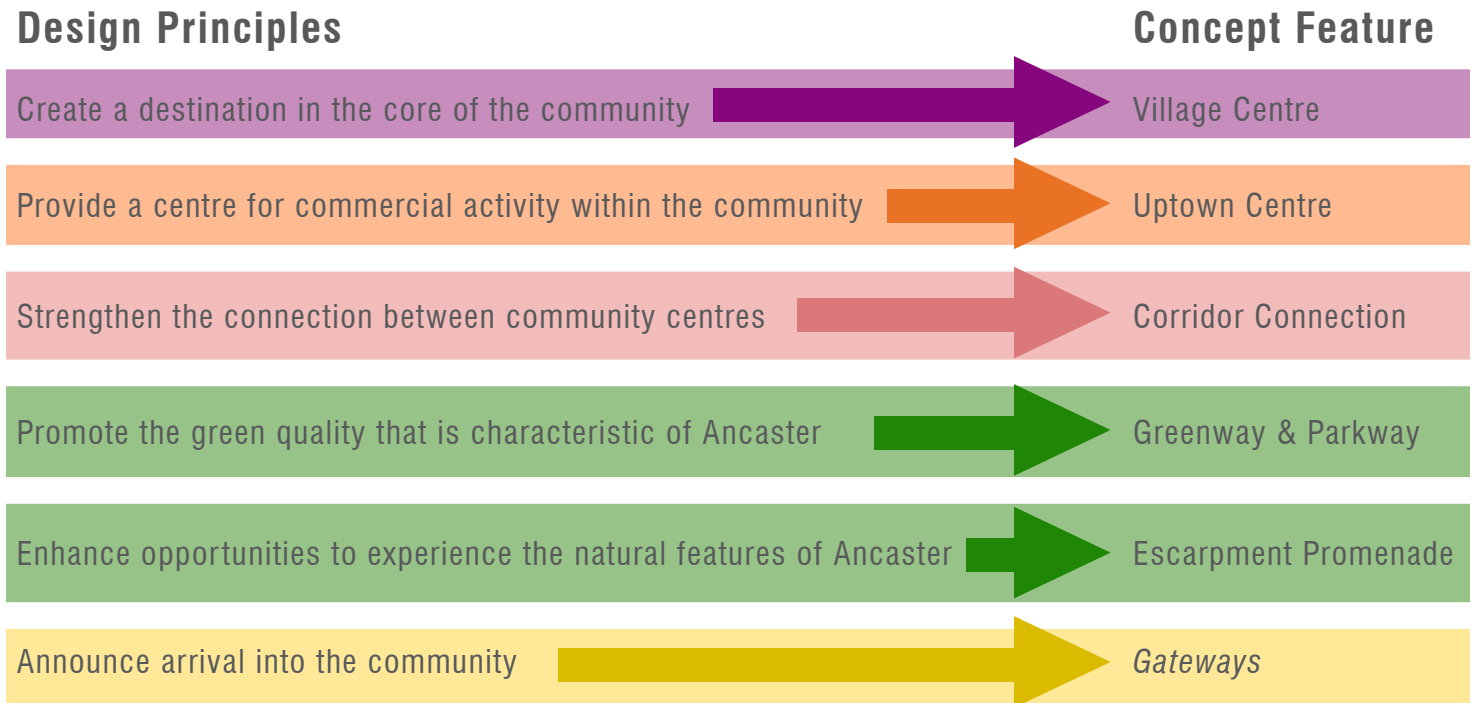 Design Principles Concept Feature
Create a destination in the core of the community Village Centre
Provide a centre for commercial activity within the community Uptown Centre
Strengthen the connection between community centres Corridor Connection
Promote the green quality that is characteristic of Ancaster Greenway & Parkway
Enhance opportunities to experience the natural features of Ancaster Escarpment Promenade
Announce arrival into the community Gateways